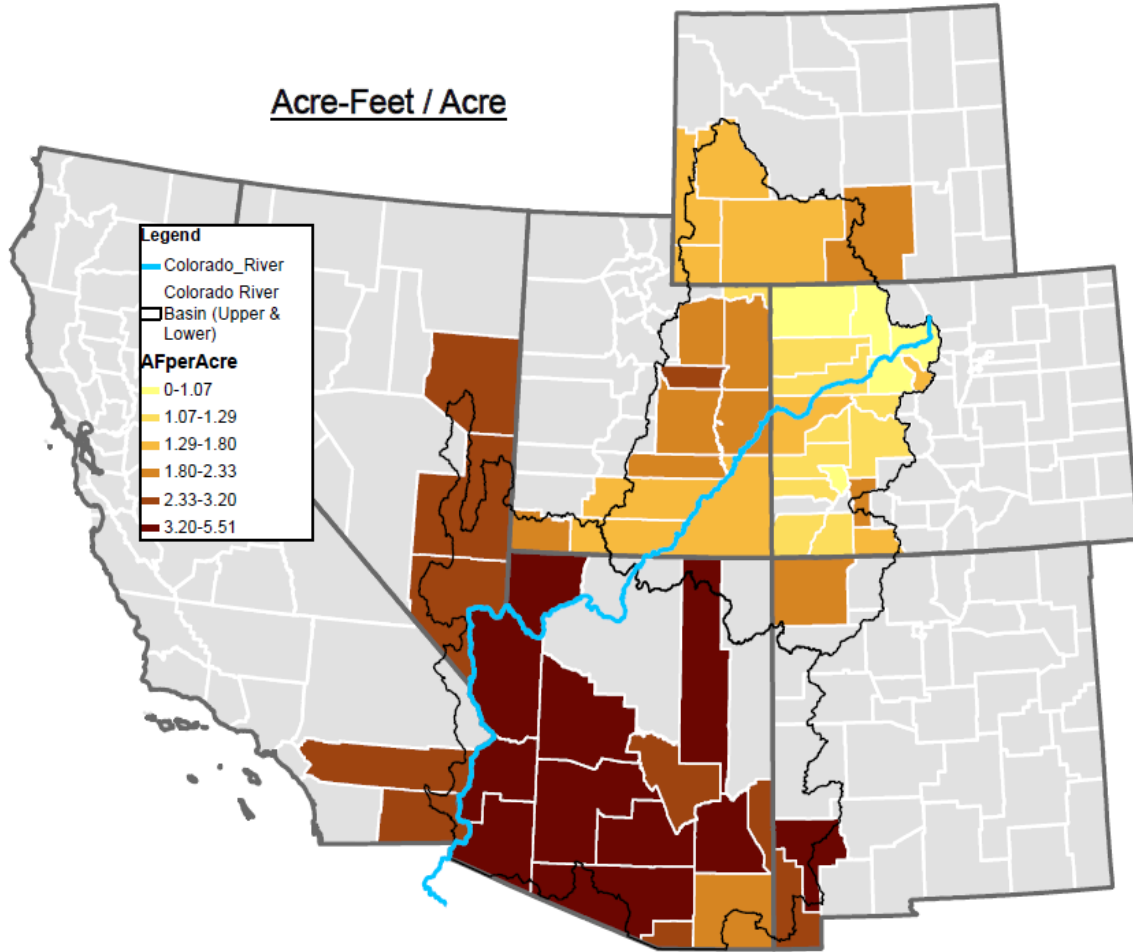 Acre-Feet / Acre
Legend
Colorado_River
Colorado River
Basin (Upper &
Lower)
AFperAcre
0-1.07
1.07-1.29
1.29-1.80
1.80-2.33
2.33-3.20
3.20-5.51